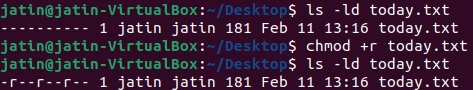 jatin@jatin-VirtualBox:~/Desktop$ ls -ld today.txt
---------- 1 jatin jatin 181 Feb 11 13:16 today.txt
jatin@jatin-VirtualBox:~/Desktop$ chmod +r today.txt
jatin@jatin-VirtualBox:~/Desktop$ ls -ld today.txt
-r--r--r-- 1 jatin jatin 181 Feb 11 13:16 today.txt